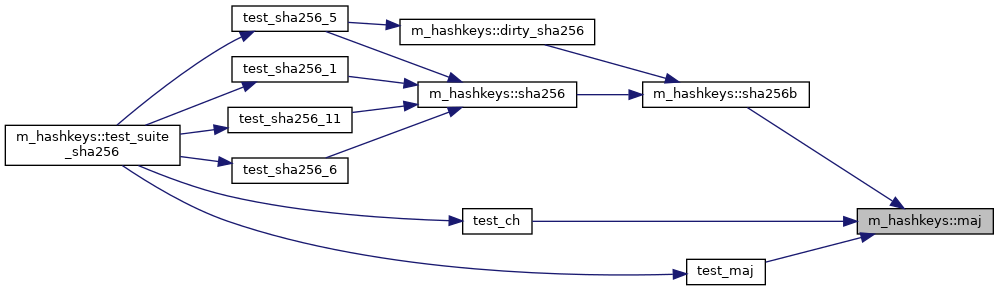 test_sha256_5
m_hashkeys::dirty_sha256
test_sha256_1
m_hashkeys::sha256
m_hashkeys::sha256b
test_sha256_11
m_hashkeys::test_suite
_sha256
test_sha256_6
test_ch
m_hashkeys::maj
test_maj